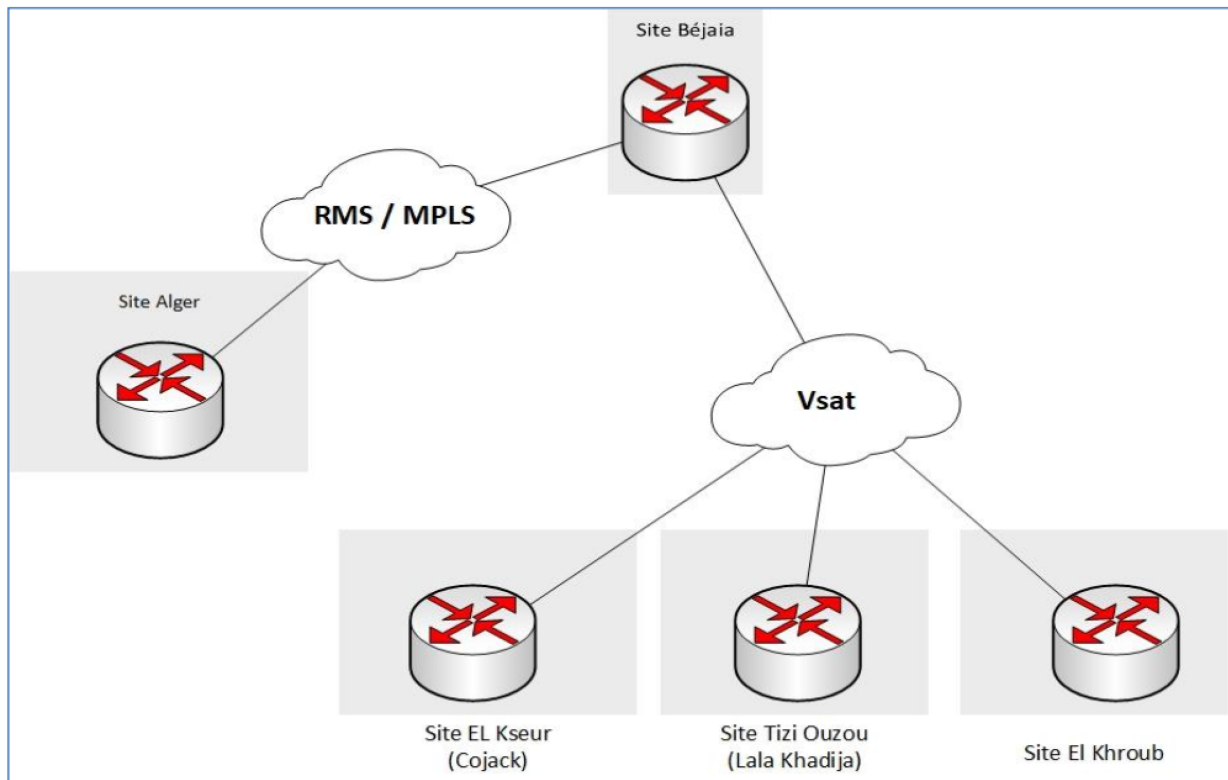 Site Béjaia
RMS / MPLS
Site Alger
Vsat
Site EL Kseur
(Cojack)
Site Tizi Ouzou
(Lala Khadija)
Site El Khroub